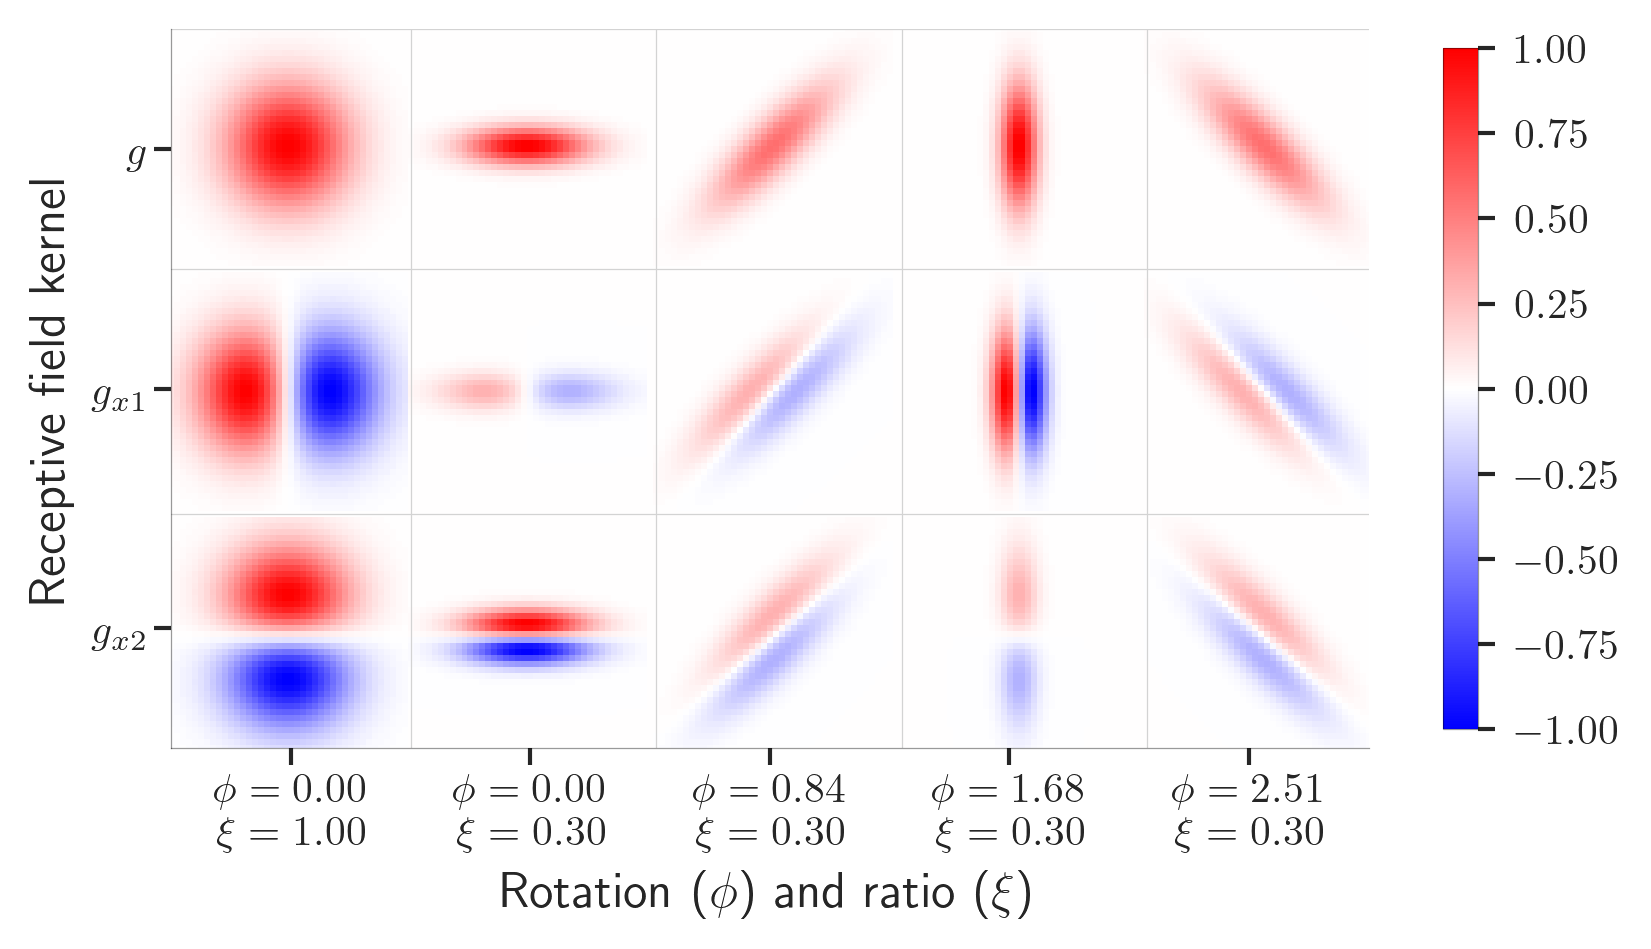 Receptive field kernel
g
g_{x1}
g_{x2}
ϕ = 0.00
ξ = 1.00
ϕ = 0.00
ξ = 0.30
ϕ = 0.84
ξ = 0.30
ϕ = 1.68
ξ = 0.30
ϕ = 2.51
ξ = 0.30
Rotation (ϕ) and ratio (ξ)
1.00
0.75
0.50
0.25
0.00
−0.25
−0.50
−0.75
−1.00